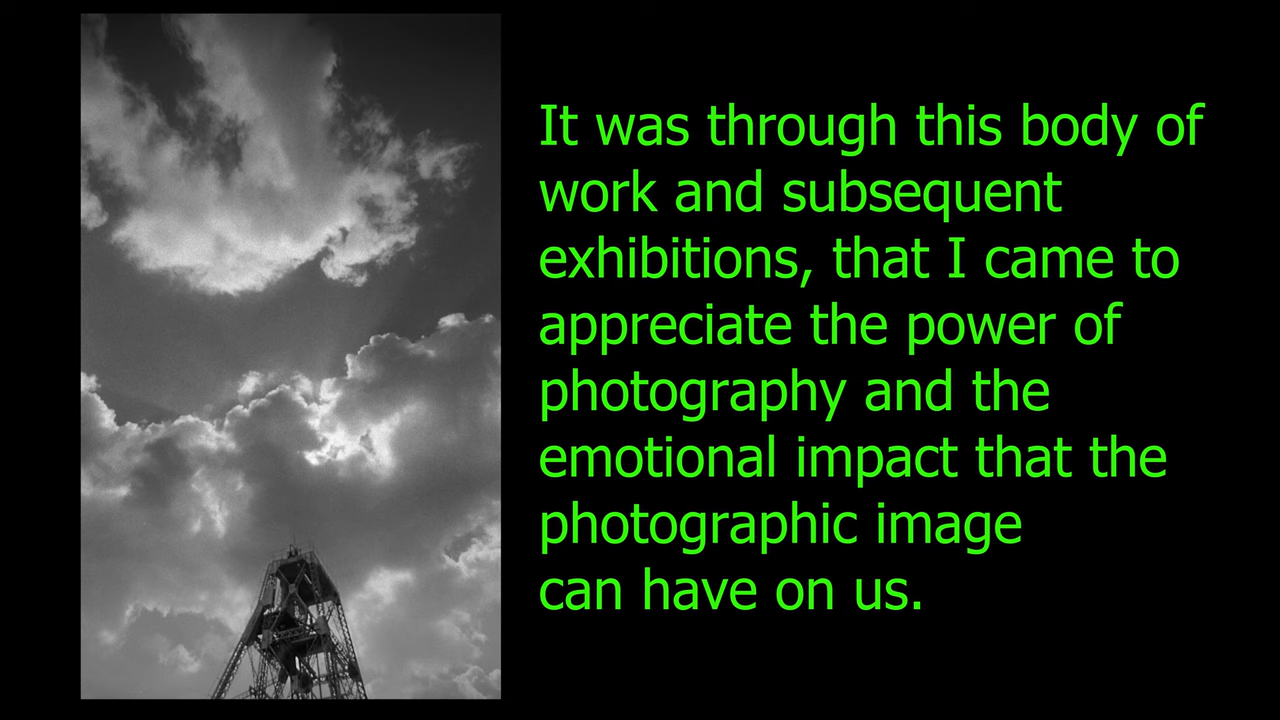 It was through this body of
work and subsequent
exhibitions, that I came to
appreciate the power of
photography and the
emotional impact that the
photographic image
can have on us.